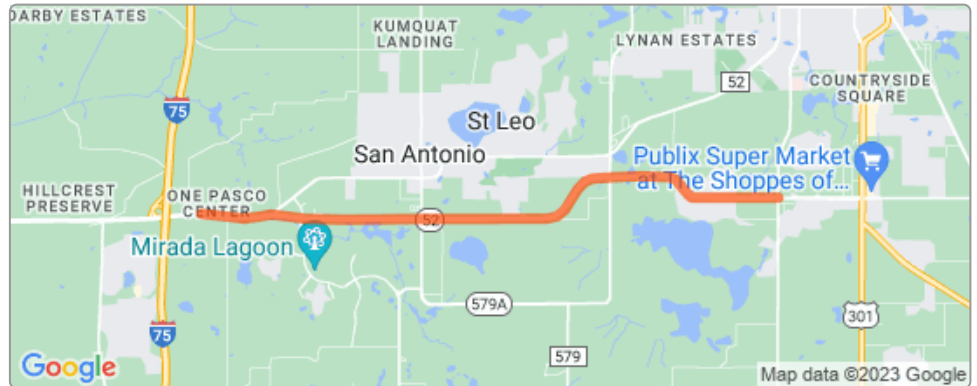 DARBY ESTATES
KUMQUAT
LANDING
LYNAN ESTATES
52
COUNTRYSIDE
SQUARE
75
St Leo
San Antonio
Publix Super Market
at The Shoppes of...
HILLCREST
PRESERVE
ONE PASCO
CENTER
52
Mirada Lagoon
579A
301
75
579
Google
Map data ©2023 Google